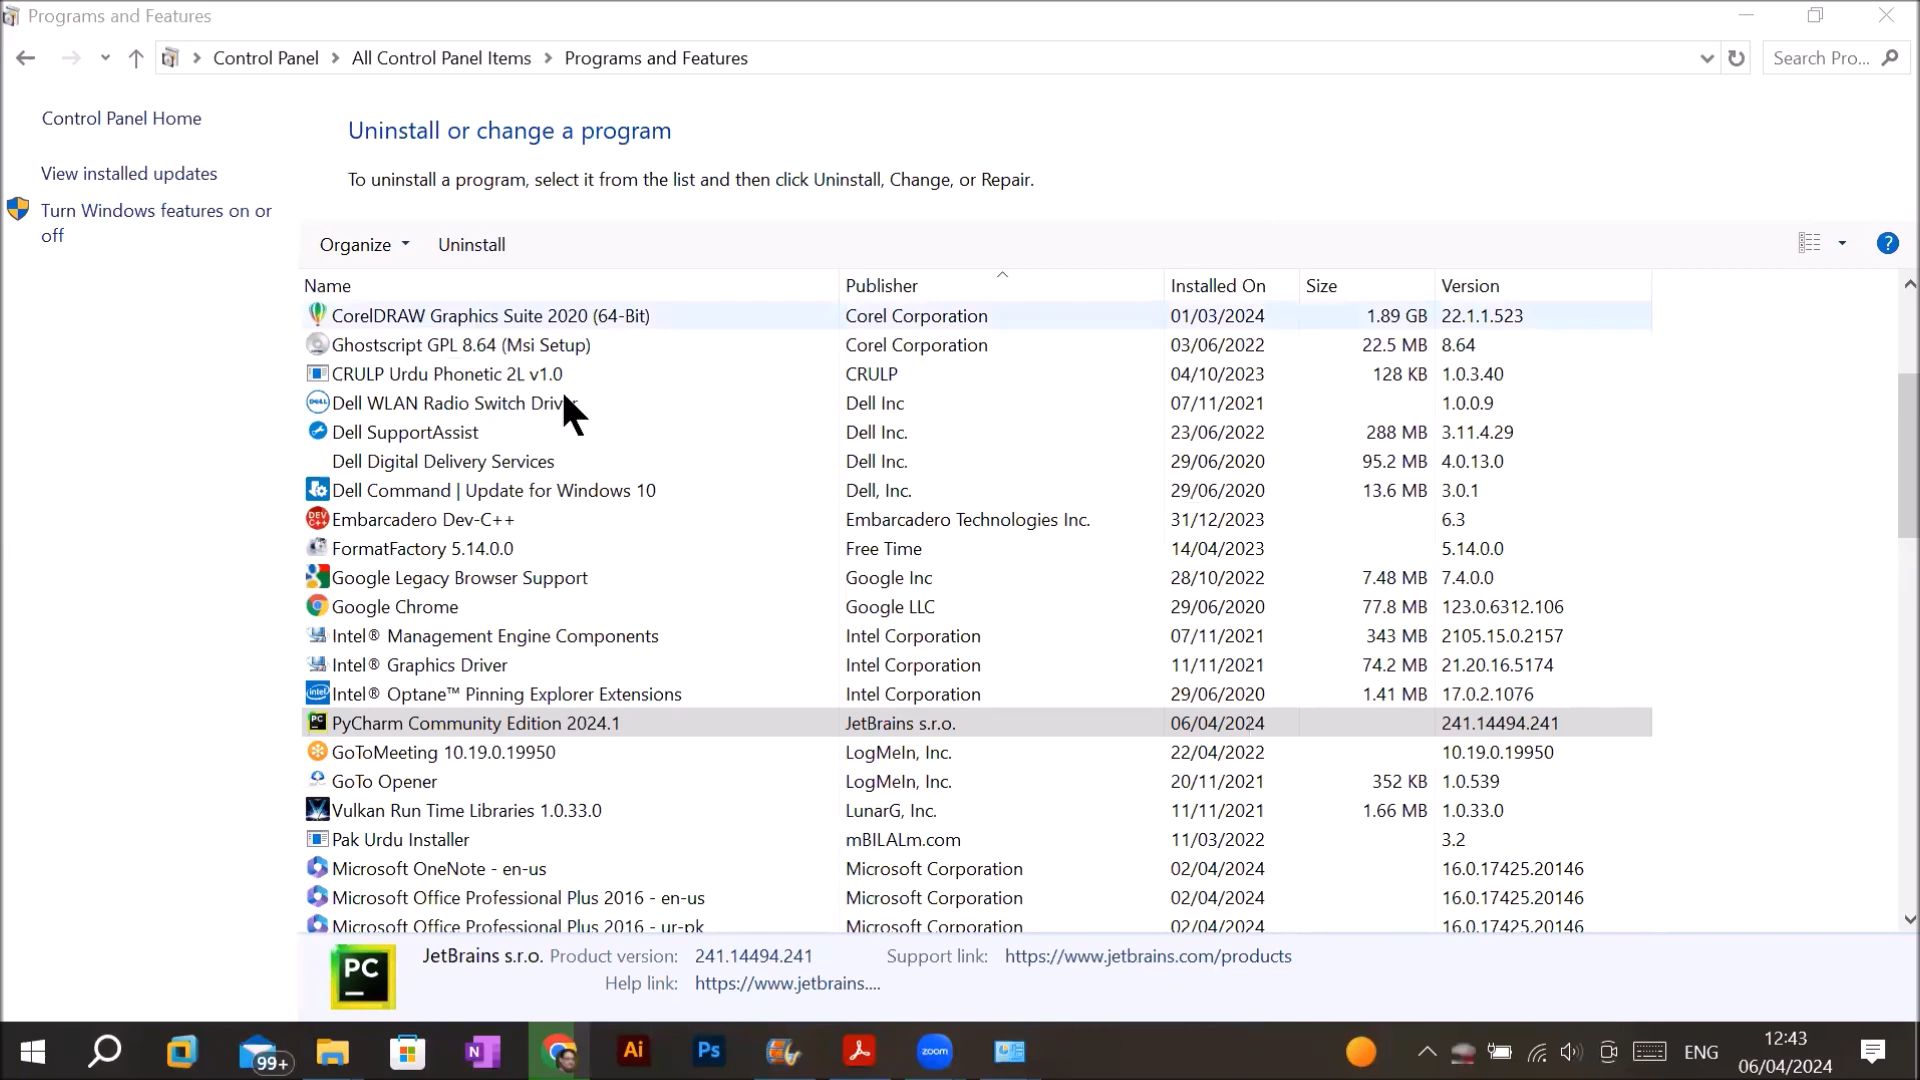 Programs and Features
Control Panel > All Control Panel Items > Programs and Features
Search Pro...
Control Panel Home
View installed updates
Turn Windows features on or
off
Uninstall or change a program
To uninstall a program, select it from the list and then click Uninstall, Change, or Repair.
Organize Uninstall
Name Publisher Installed On Size Version
CorelDRAW Graphics Suite 2020 (64-Bit) Corel Corporation 01/03/2024 1.89 GB 22.1.1.523
Ghostscript GPL 8.64 (Msi Setup) Corel Corporation 03/06/2022 22.5 MB 8.64
CRULP Urdu Phonetic 2L v1.0 CRULP 04/10/2023 128 KB 1.0.3.40
Dell WLAN Radio Switch Driver Dell Inc 07/11/2021 1.0.0.9
Dell SupportAssist Dell Inc. 23/06/2022 288 MB 3.11.4.29
Dell Digital Delivery Services Dell Inc. 29/06/2020 95.2 MB 4.0.13.0
Dell Command | Update for Windows 10 Dell, Inc. 29/06/2020 13.6 MB 3.0.1
Embarcadero Dev-C++ Embarcadero Technologies Inc. 31/12/2023 6.3
FormatFactory 5.14.0.0 Free Time 14/04/2023 5.14.0.0
Google Legacy Browser Support Google Inc 28/10/2022 7.48 MB 7.4.0.0
Google Chrome Google LLC 29/06/2020 77.8 MB 123.0.6312.106
Intel® Management Engine Components Intel Corporation 07/11/2021 343 MB 2105.15.0.2157
Intel® Graphics Driver Intel Corporation 11/11/2021 74.2 MB 21.20.16.5174
Intel® Optane™ Pinning Explorer Extensions Intel Corporation 29/06/2020 1.41 MB 17.0.2.1076
PyCharm Community Edition 2024.1 JetBrains s.r.o. 06/04/2024 241.14494.241
GoToMeeting 10.19.0.19950 LogMeIn, Inc. 22/04/2022 10.19.0.19950
GoTo Opener LogMeIn, Inc. 20/11/2021 352 KB 1.0.539
Vulkan Run Time Libraries 1.0.33.0 LunarG, Inc. 11/11/2021 1.66 MB 1.0.33.0
Pak Urdu Installer mBILALm.com 11/03/2022 3.2
Microsoft OneNote - en-us Microsoft Corporation 02/04/2024 16.0.17425.20146
Microsoft Office Professional Plus 2016 - en-us Microsoft Corporation 02/04/2024 16.0.17425.20146
Microsoft Office Professional Plus 2016 - ur-pk Microsoft Corporation 02/04/2024 16.0.17425.20146
PC JetBrains s.r.o. Product version: 241.14494.241 Support link: https://www.jetbrains.com/products
Help link: https://www.jetbrains....
99+ N Ai Ps zoom ENG 12:43
06/04/2024